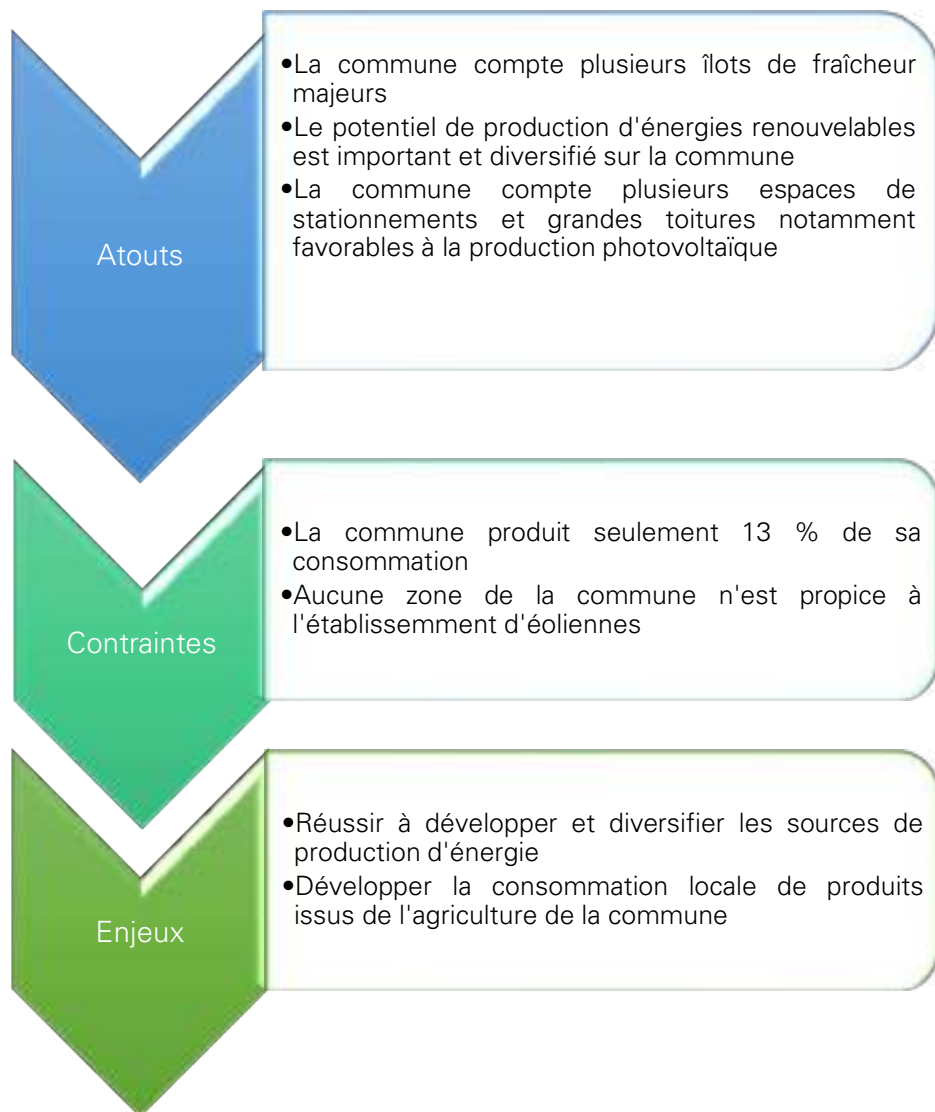 Atouts
•La commune compte plusieurs îlots de fraîcheur
majeurs
•Le potentiel de production d'énergies renouvelables
est important et diversifié sur la commune
•La commune compte plusieurs espaces de
stationnements et grandes toitures notamment
favorables à la production photovoltaïque
Contraintes
•La commune produit seulement 13 % de sa
consommation
•Aucune zone de la commune n'est propice à
l'établissemment d'éoliennes
Enjeux
•Réussir à développer et diversifier les sources de
production d'énergie
•Développer la consommation locale de produits
issus de l'agriculture de la commune